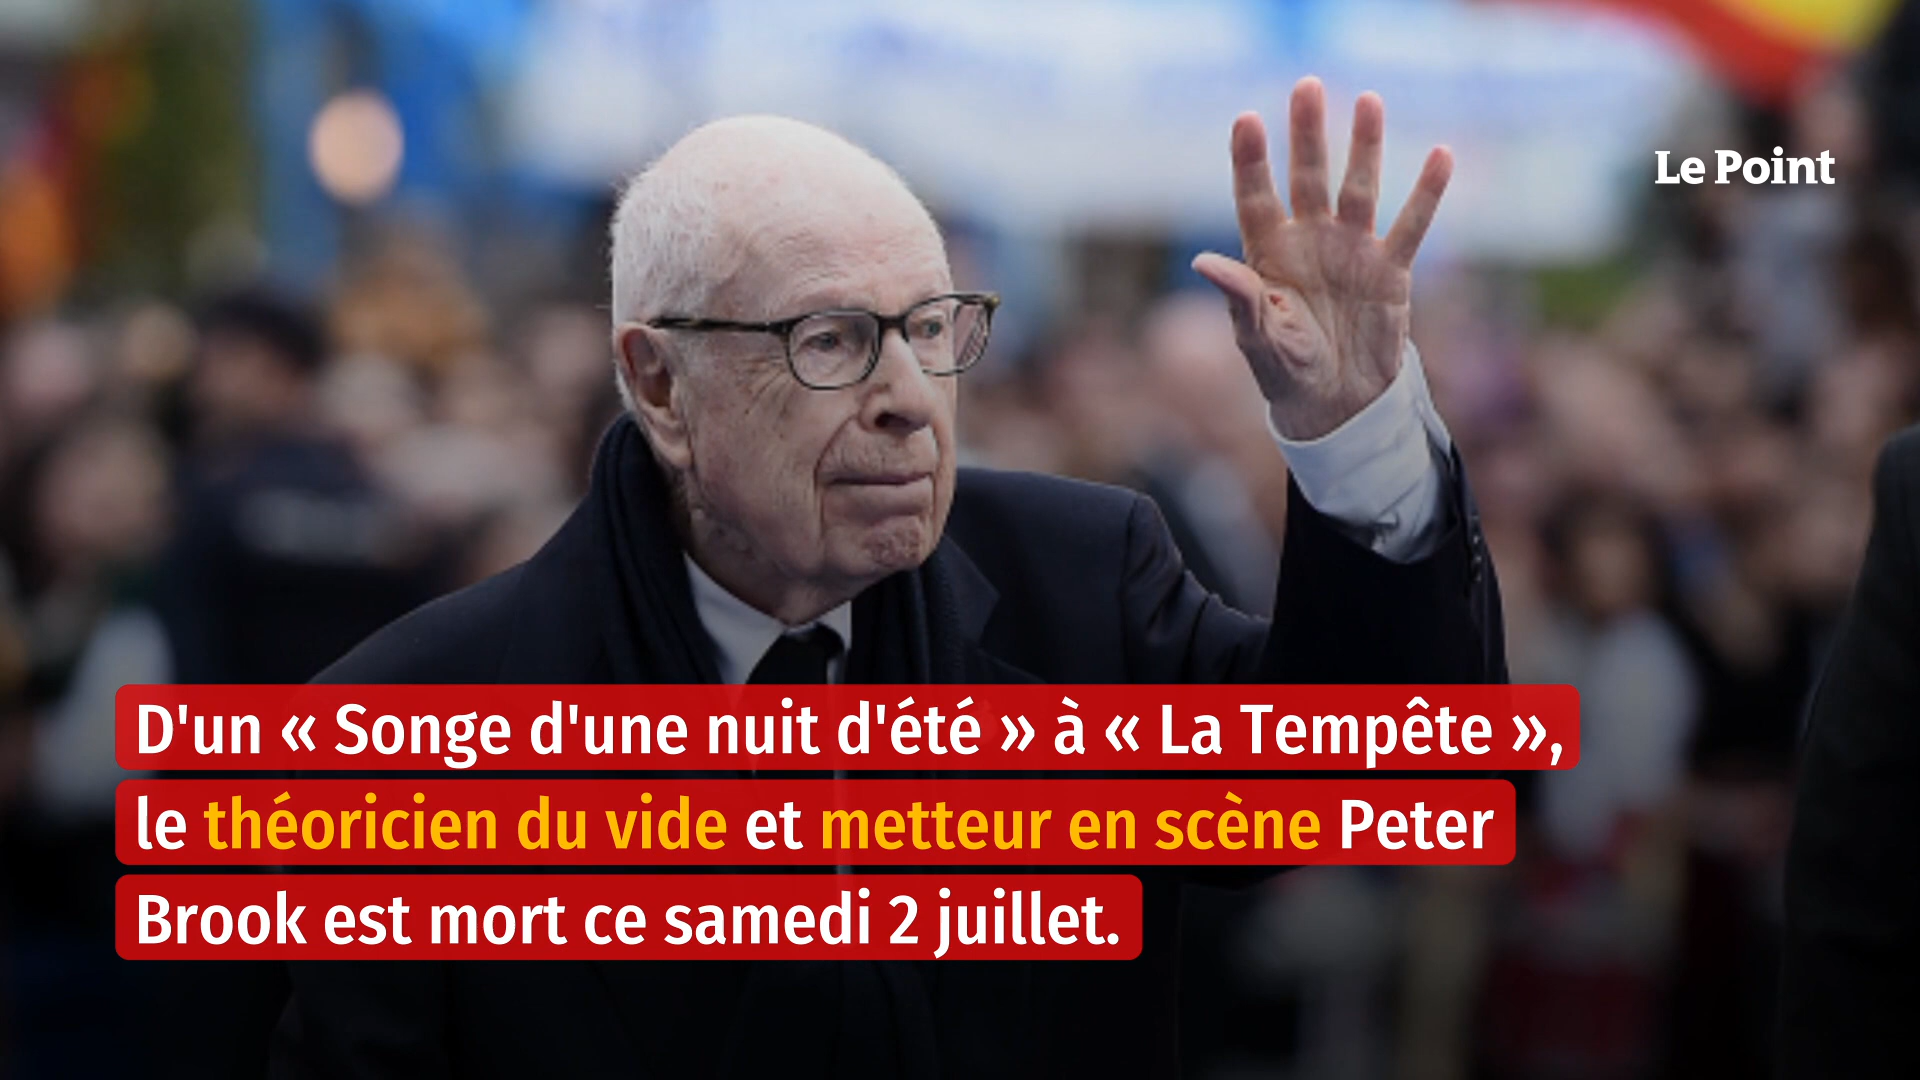 Le Point
D'un « Songe d'une nuit d'été » à « La Tempête »,
le théoricien du vide et metteur en scène Peter
Brook est mort ce samedi 2 juillet.